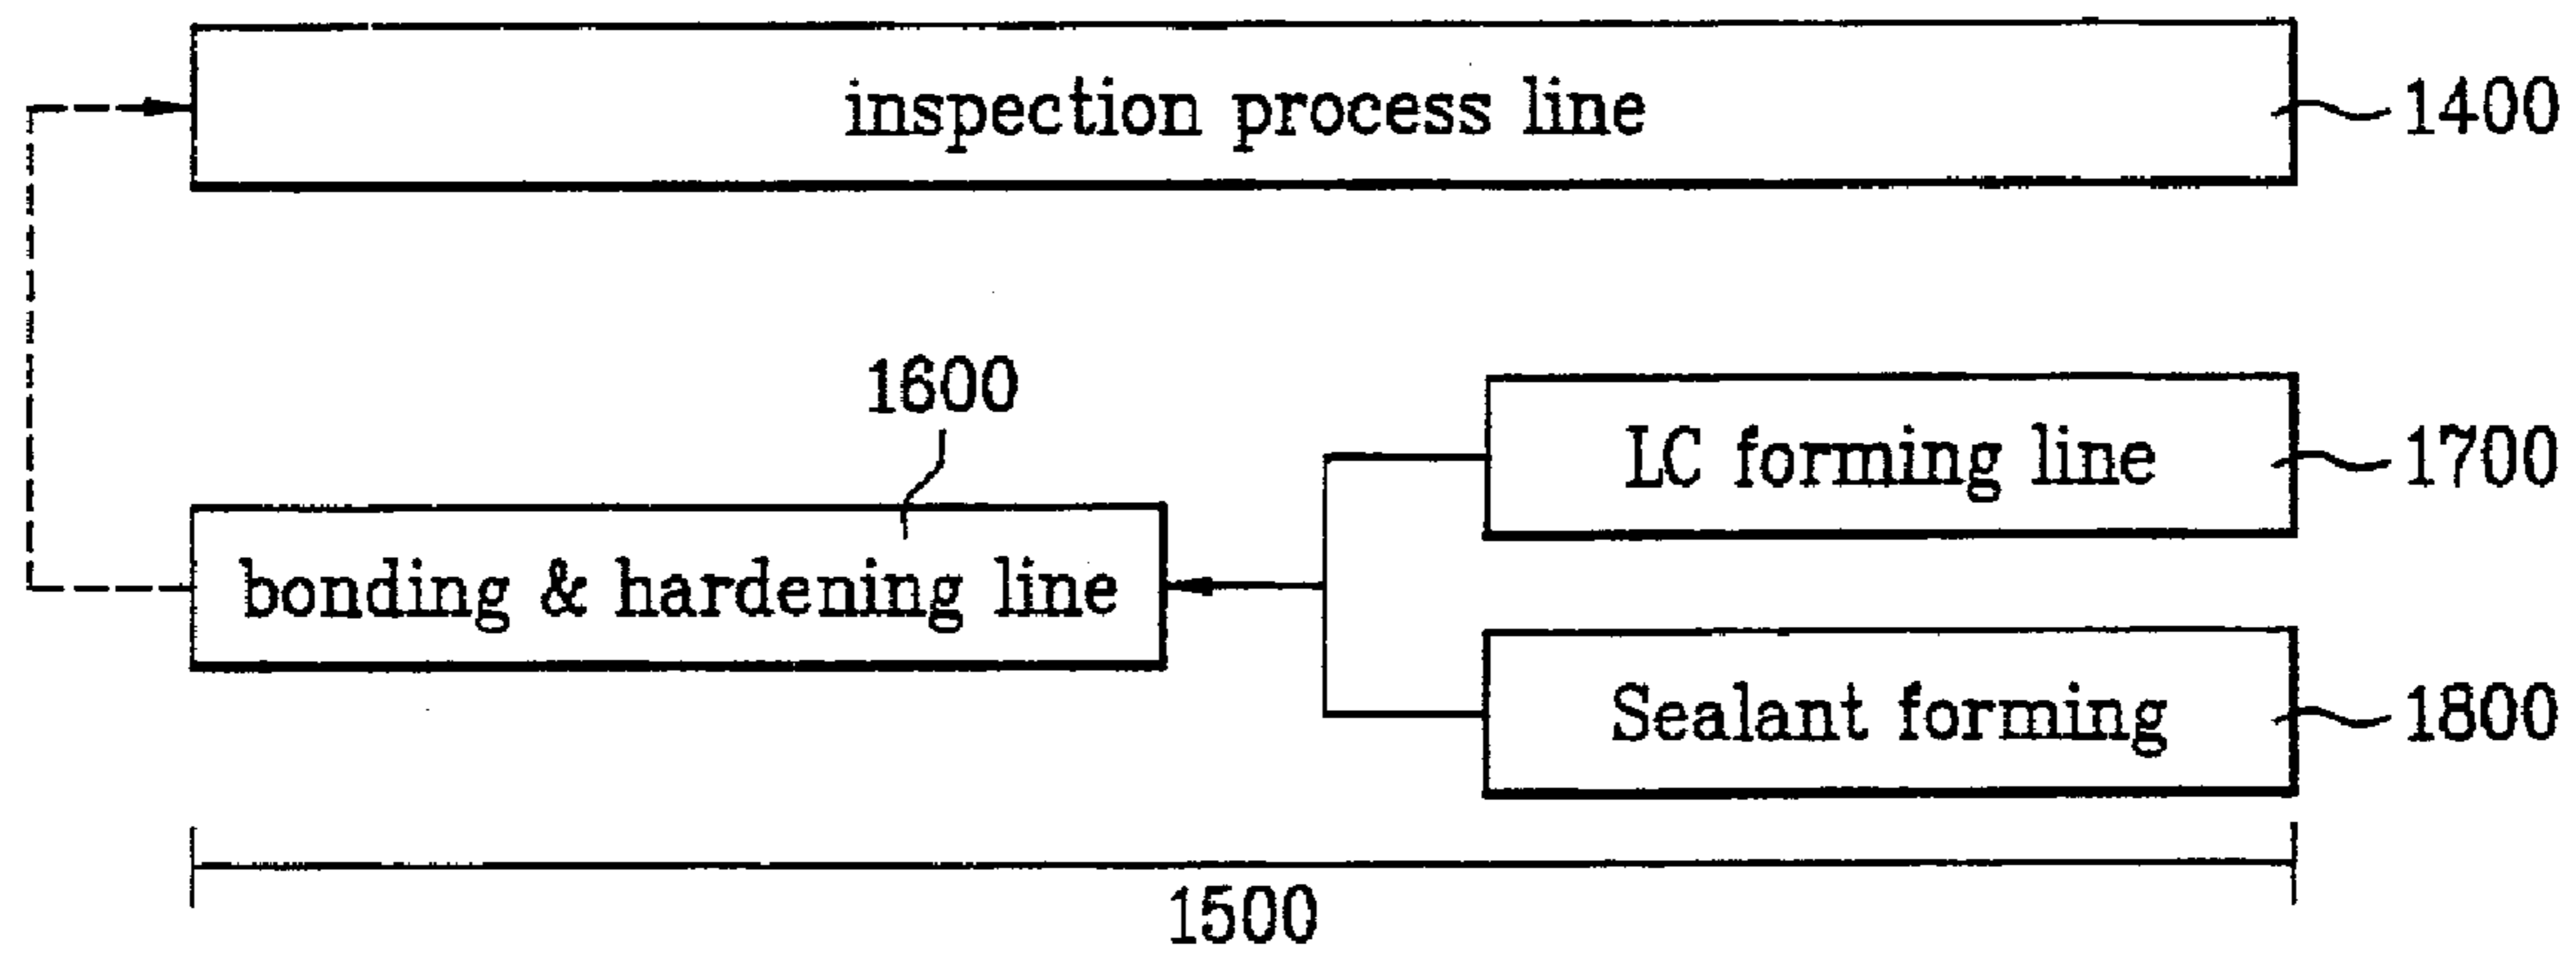 inspection process line
1400
1600
LC forming line
1700
bonding & hardening line
Sealant forming
1800
1500